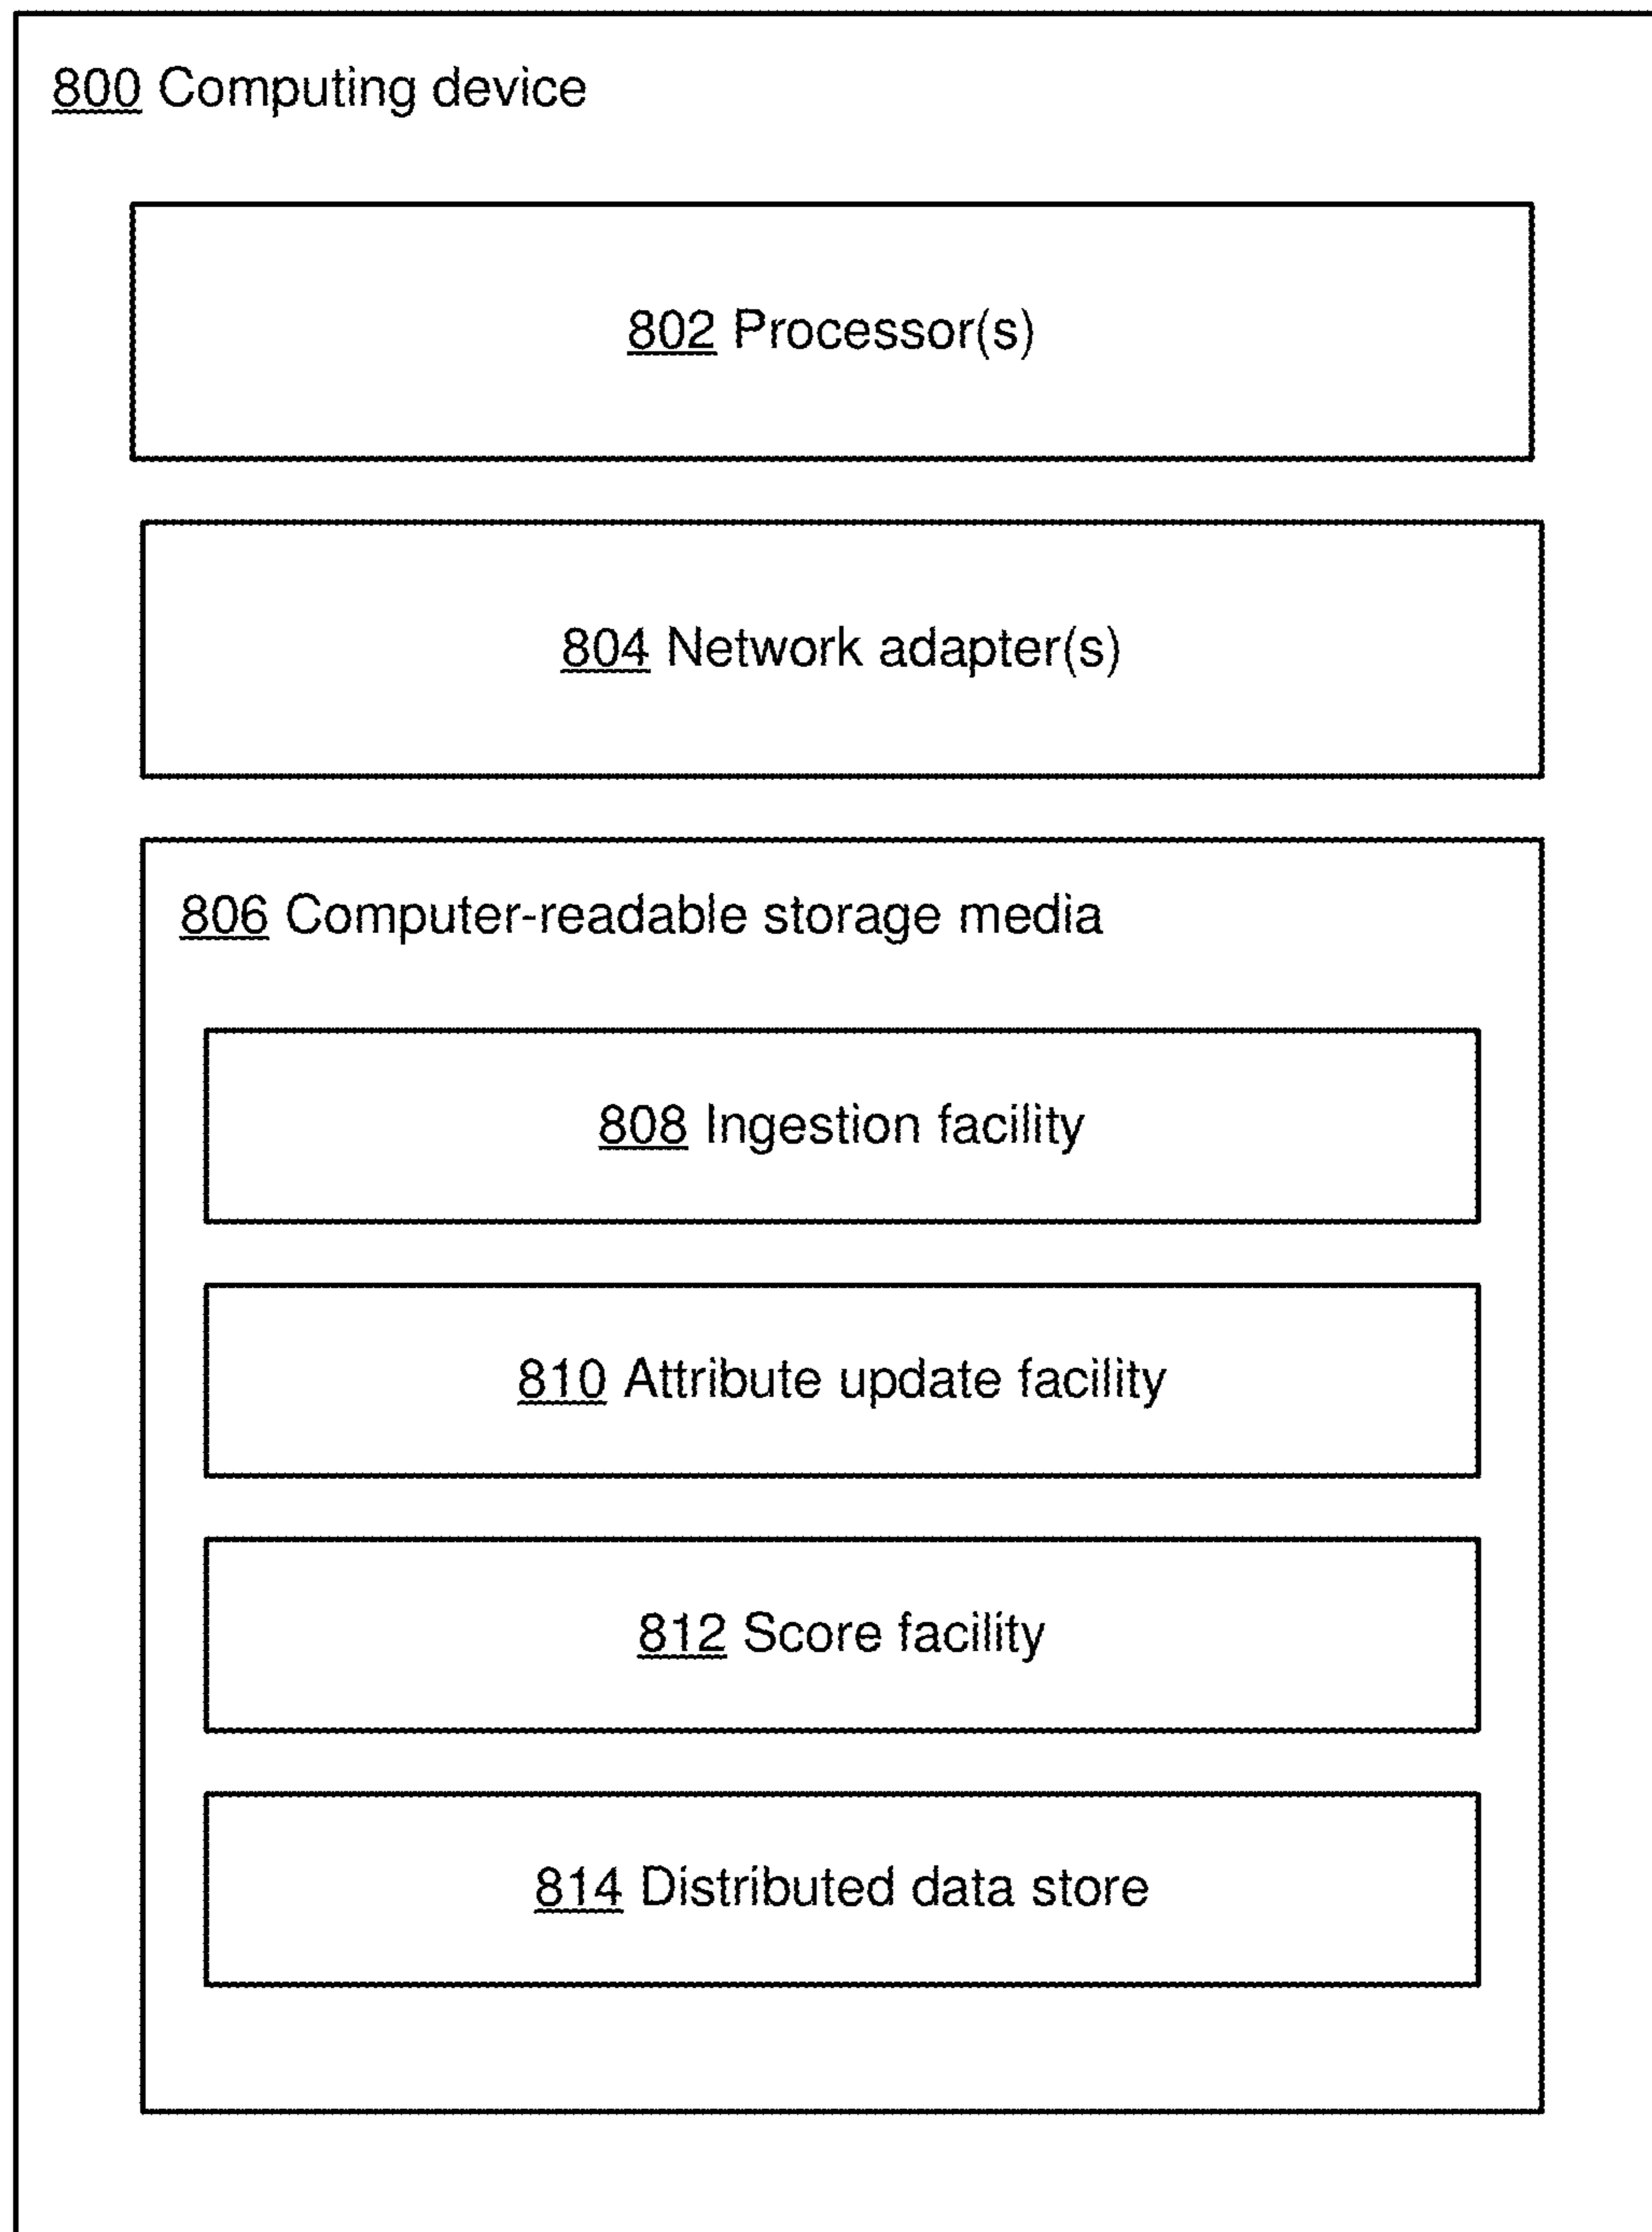 800 Computing device
802 Processor(s)
804 Network adapter(s)
806 Computer-readable storage media
808 Ingestion facility
810 Attribute update facility
812 Score facility
814 Distributed data store